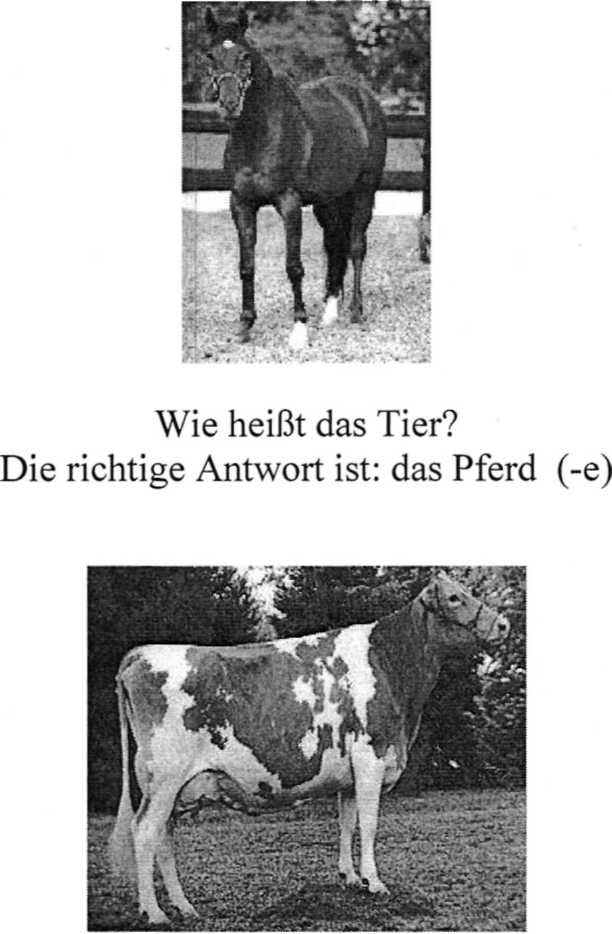 Wie heißt das Tier?
Die richtige Antwort ist: das Pferd (-e)